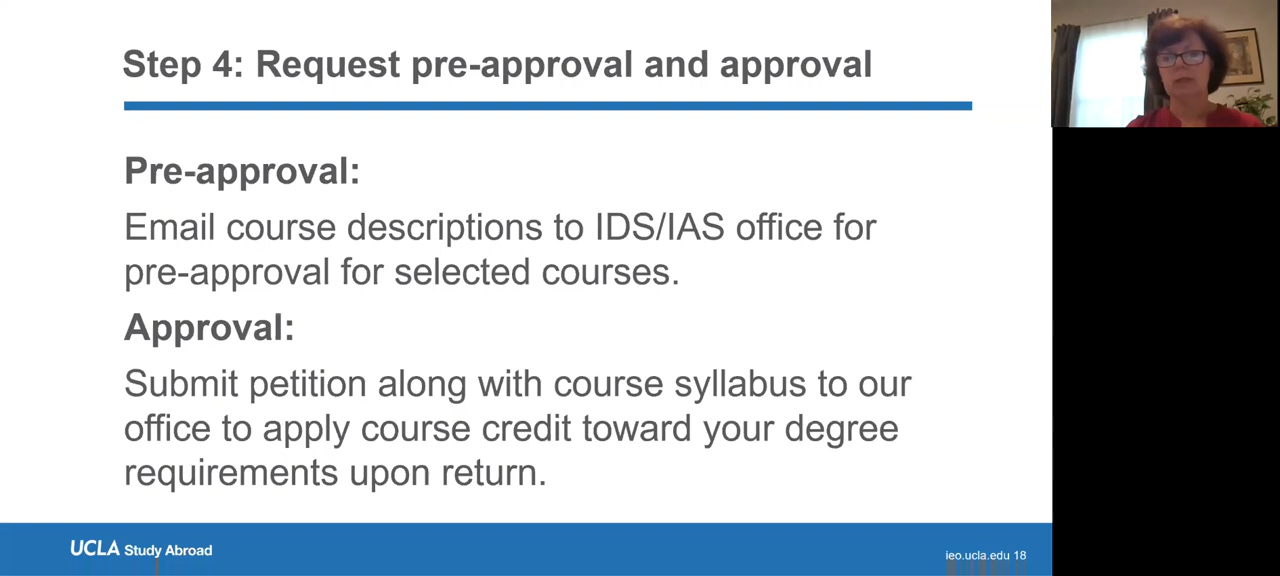 Step 4: Request pre-approval and approval
Pre-approval:
Email course descriptions to IDS/IAS office for
pre-approval for selected courses.
Approval:
Submit petition along with course syllabus to our
office to apply course credit toward your degree
requirements upon return.
UCLA Study Abroad
ieo.ucla.edu 18